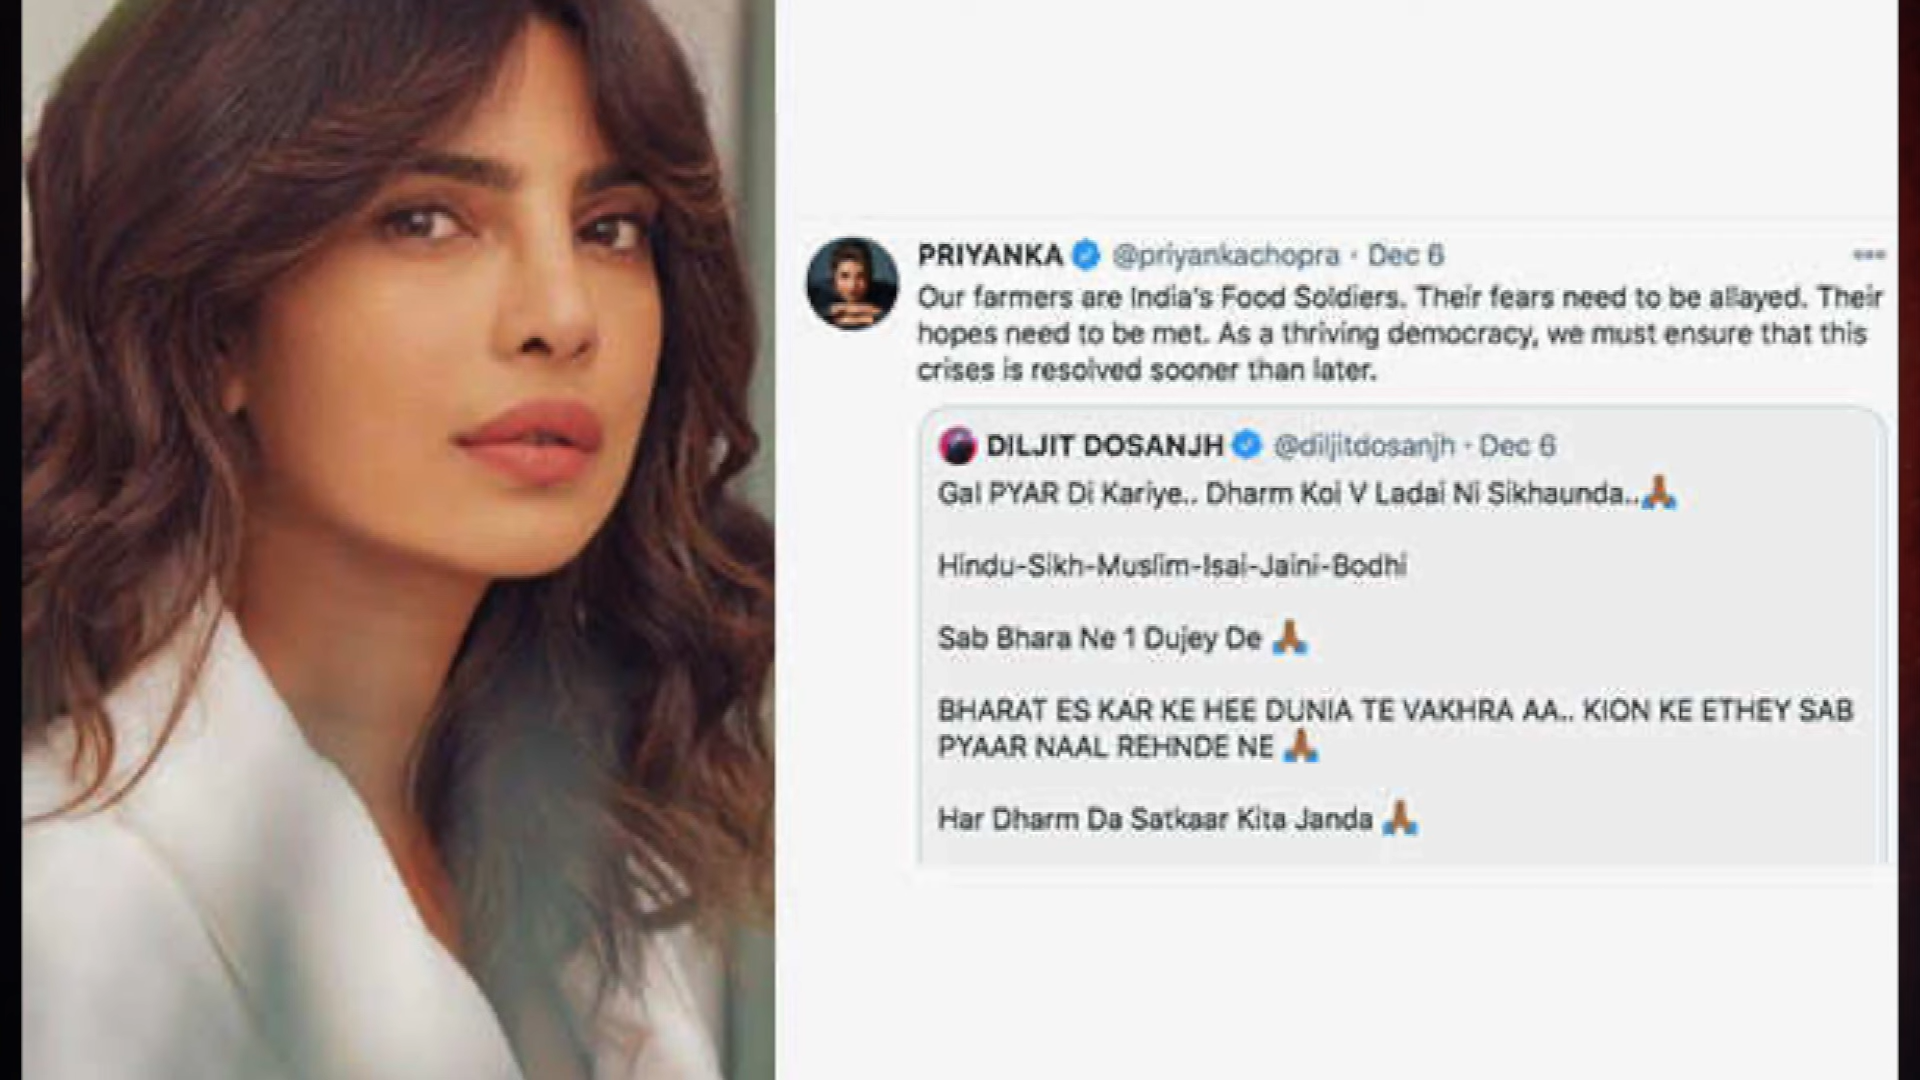 PRIYANKA @priyankachopra · Dec 6
Our farmers are India's Food Soldiers. Their fears need to be allayed. Their
hopes need to be met. As a thriving democracy, we must ensure that this
crises is resolved sooner than later.
DILJIT DOSANJH @diljitdosanjh · Dec 6
Gal PYAR Di Kariye.. Dharm Koi V Ladai Ni Sikhaunda..🙏🏾
Hindu-Sikh-Muslim-Isai-Jaini-Bodhi
Sab Bhara Ne 1 Dujey De 🙏🏾
BHARAT ES KAR KE HEE DUNIA TE VAKHRA AA.. KION KE ETHEY SAB
PYAAR NAAL REHNDE NE 🙏🏾
Har Dharm Da Satkaar Kita Janda 🙏🏾